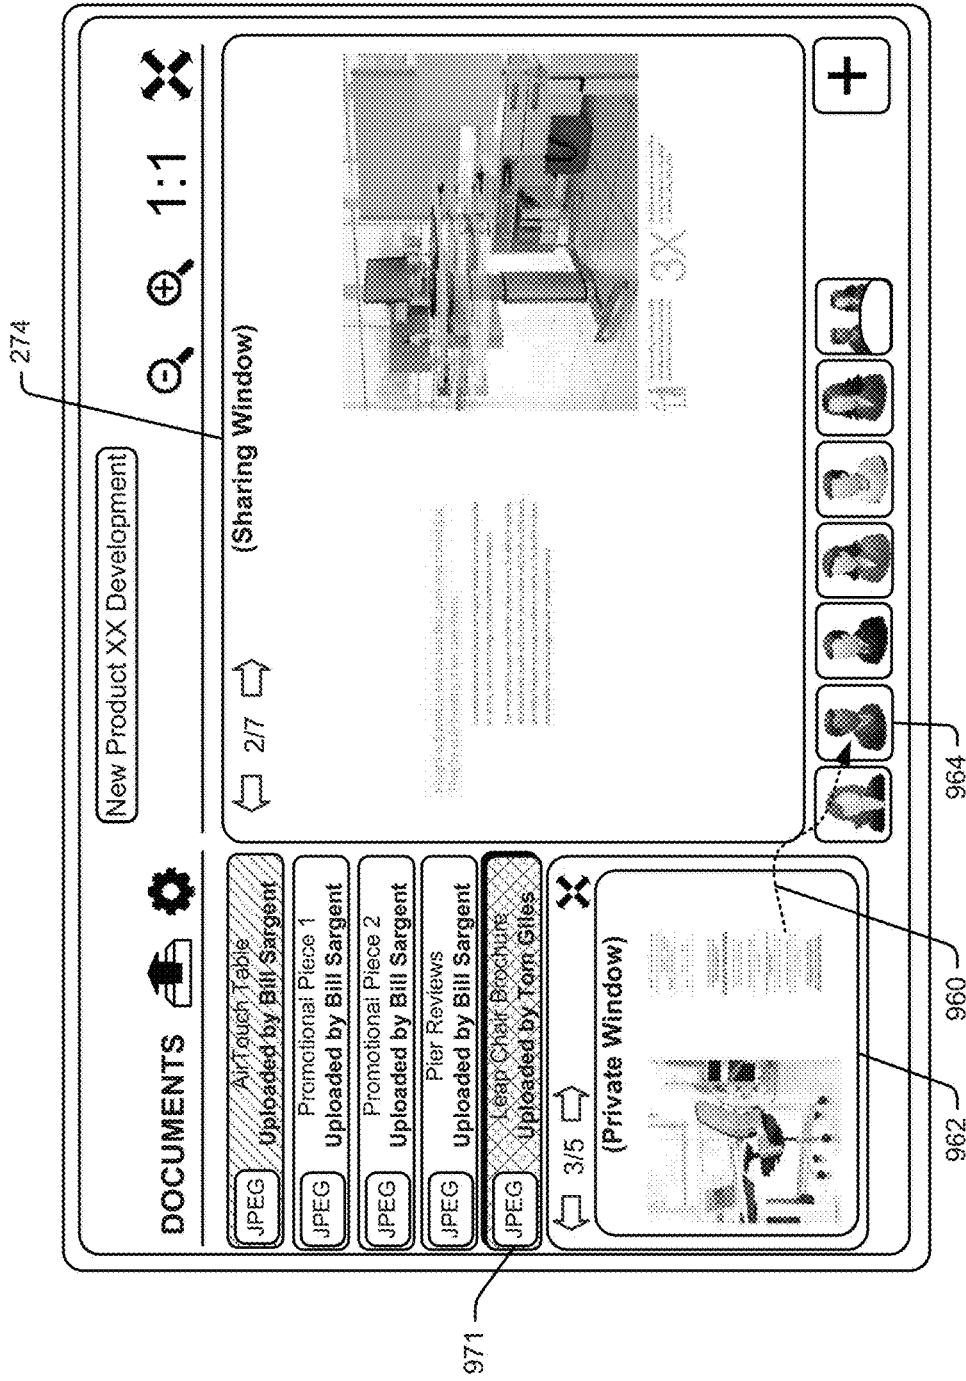 New Product XX Development
DOCUMENTS
1:1
JPEG
Air Touch Table
Uploaded by Bill Sargent
JPEG
Promotional Piece 1
Uploaded by Bill Sargent
JPEG
Promotional Piece 2
Uploaded by Bill Sargent
JPEG
Pier Reviews
Uploaded by Bill Sargent
JPEG
Leap Chair Brochure
Uploaded by Tom Giles
3/5
(Private Window)
2/7
(Sharing Window)
3X
274
971
962
960
964